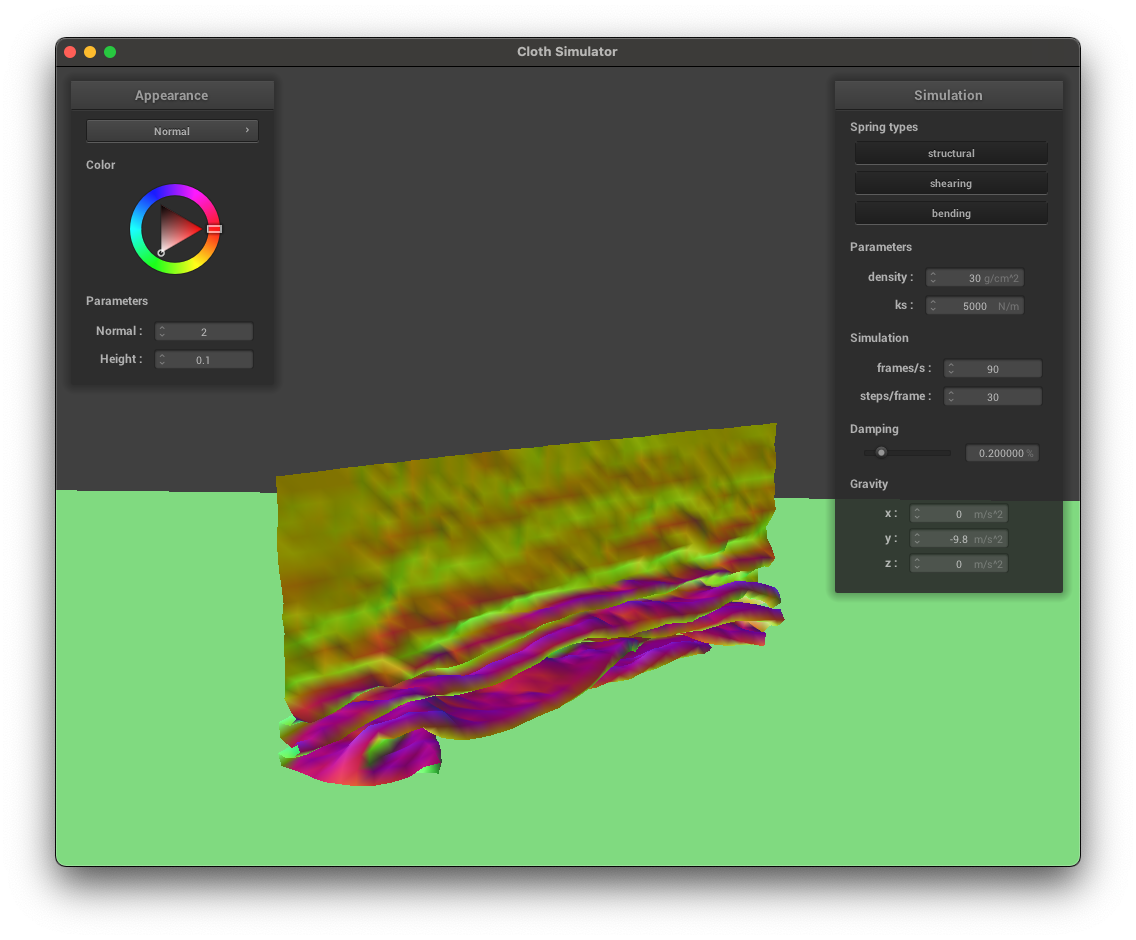 Cloth Simulator
Appearance
Normal
Color
Parameters
Normal :
2
Height :
0.1
Simulation
Spring types
structural
shearing
bending
Parameters
density :
30 g/cm^2
ks :
5000 N/m
Simulation
frames/s :
90
steps/frame :
30
Damping
0.200000 %
Gravity
x :
0 m/s^2
y :
-9.8 m/s^2
z :
0 m/s^2